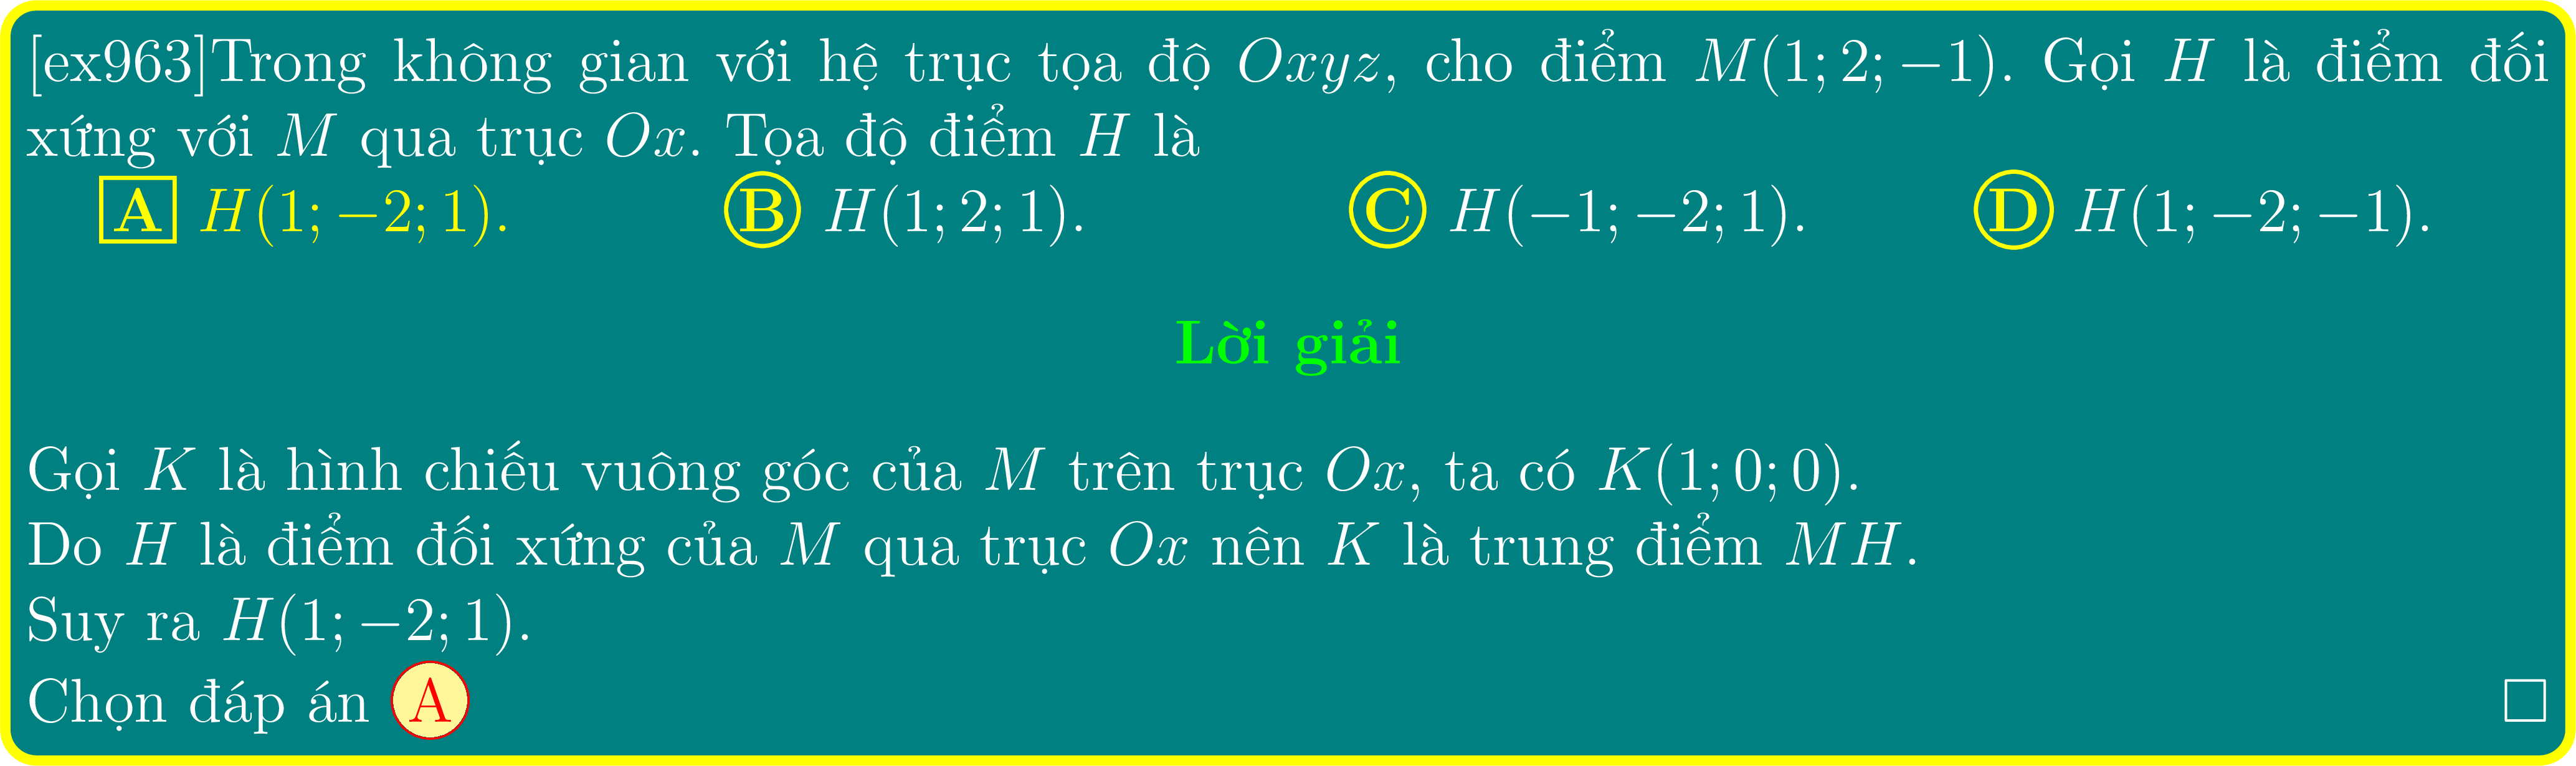 [ex963]Trong không gian với hệ trục tọa độ Oxyz, cho điểm M(1; 2; −1). Gọi H là điểm đối
xứng với M qua trục Ox. Tọa độ điểm H là
A H(1; −2; 1). B H(1; 2; 1). C H(−1; −2; 1). D H(1; −2; −1).
Lời giải
Gọi K là hình chiếu vuông góc của M trên trục Ox, ta có K(1; 0; 0).
Do H là điểm đối xứng của M qua trục Ox nên K là trung điểm MH.
Suy ra H(1; −2; 1).
Chọn đáp án A □